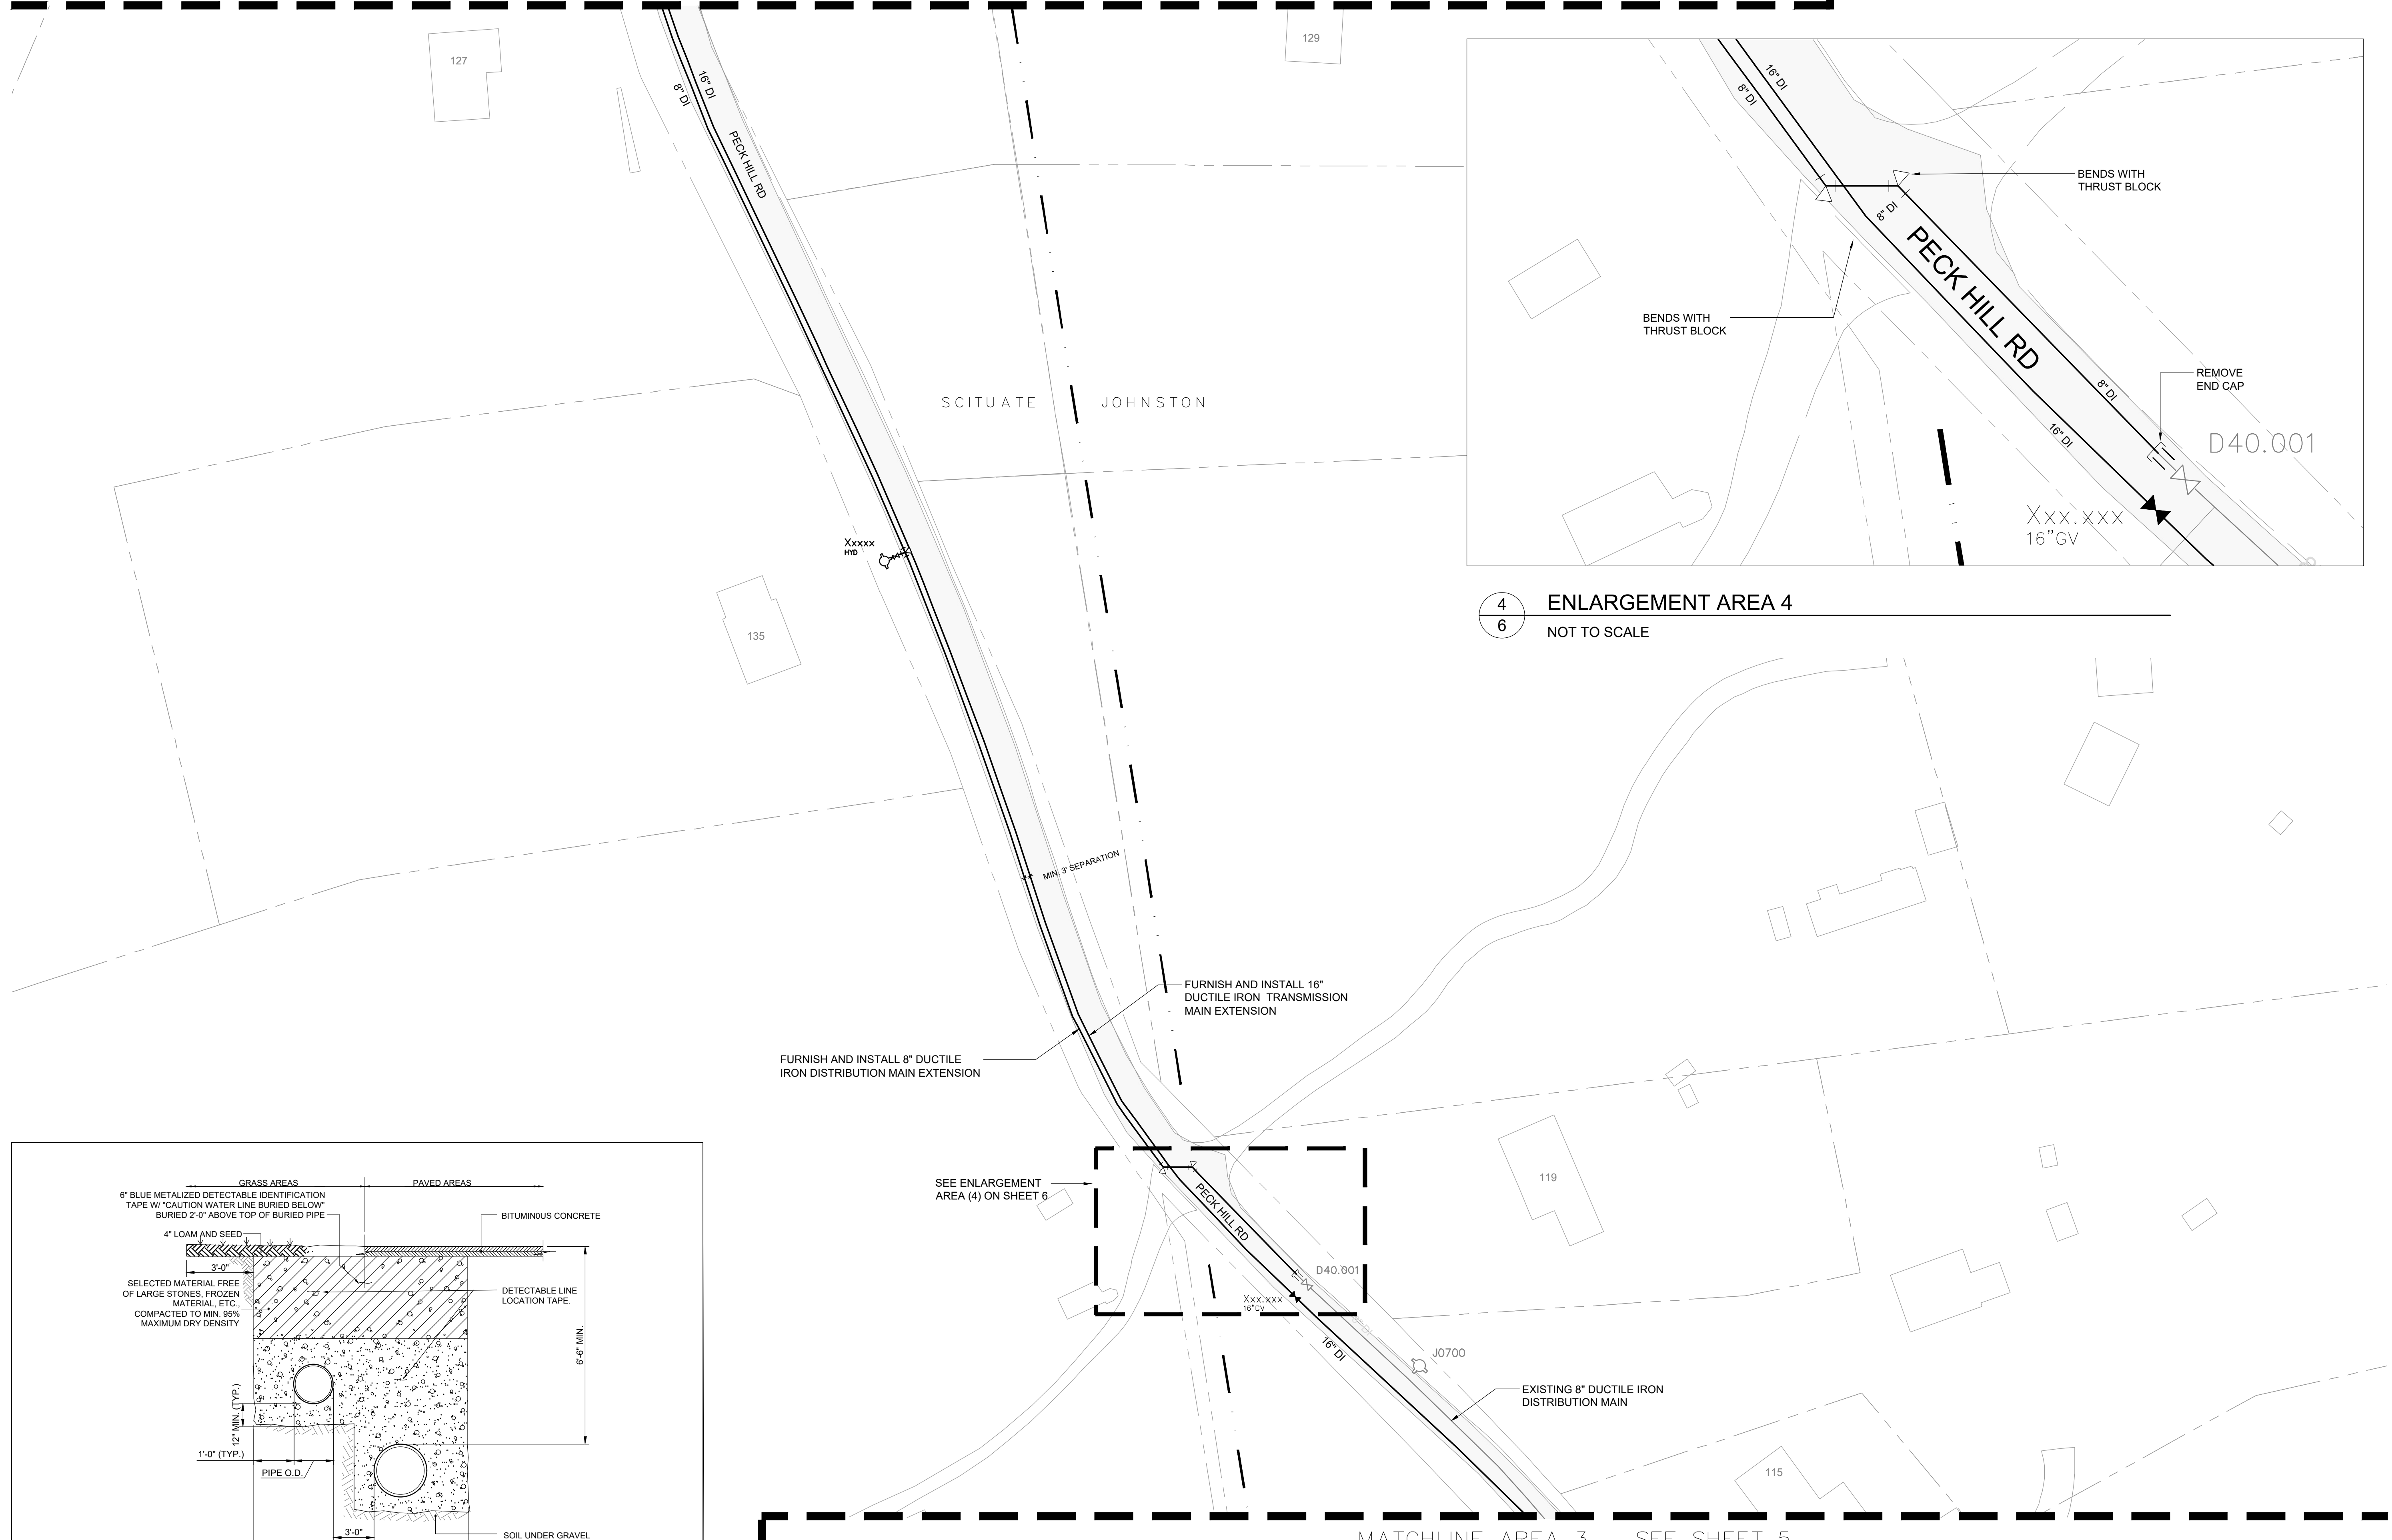 127
129
16" DI
8" DI
PECK HILL RD
16" DI
8" DI
BENDS WITH
THRUST BLOCK
8" DI
PECK HILL RD
BENDS WITH
THRUST BLOCK
REMOVE
END CAP
8" DI
16" DI
D40.001
Xxx.xxx
16"GV
4
6
ENLARGEMENT AREA 4
NOT TO SCALE
SCITUATE
JOHNSTON
Xxxxx
HYD
135
MIN. 3' SEPARATION
FURNISH AND INSTALL 16"
DUCTILE IRON TRANSMISSION
MAIN EXTENSION
FURNISH AND INSTALL 8" DUCTILE
IRON DISTRIBUTION MAIN EXTENSION
SEE ENLARGEMENT
AREA (4) ON SHEET 6
PECK HILL RD
119
D40.001
Xxx.xxx
16"GV
16" DI
J0700
EXISTING 8" DUCTILE IRON
DISTRIBUTION MAIN
115
MATCHLINE AREA 3 SEE SHEET 5
GRASS AREAS
PAVED AREAS
6" BLUE METALIZED DETECTABLE IDENTIFICATION
TAPE W/ "CAUTION WATER LINE BURIED BELOW"
BURIED 2'-0" ABOVE TOP OF BURIED PIPE
BITUMIN0US CONCRETE
4" LOAM AND SEED
3'-0"
SELECTED MATERIAL FREE
OF LARGE STONES, FROZEN
MATERIAL, ETC.,
COMPACTED TO MIN. 95%
MAXIMUM DRY DENSITY
DETECTABLE LINE
LOCATION TAPE.
6'-6" MIN.
12" MIN. (TYP.)
1'-0" (TYP.)
PIPE O.D.
3'-0"
SOIL UNDER GRAVEL